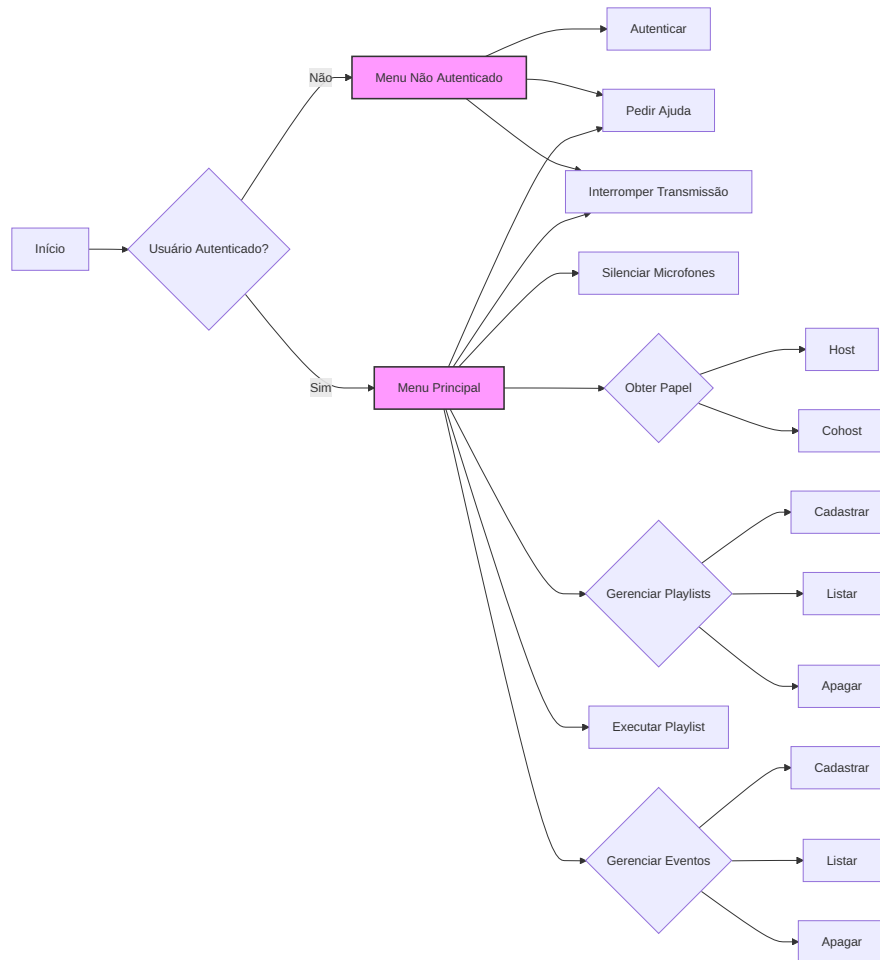 Início
Usuário Autenticado?
Não
Sim
Menu Não Autenticado
Menu Principal
Autenticar
Pedir Ajuda
Interromper Transmissão
Silenciar Microfones
Obter Papel
Host
Cohost
Gerenciar Playlists
Cadastrar
Listar
Apagar
Executar Playlist
Gerenciar Eventos
Cadastrar
Listar
Apagar